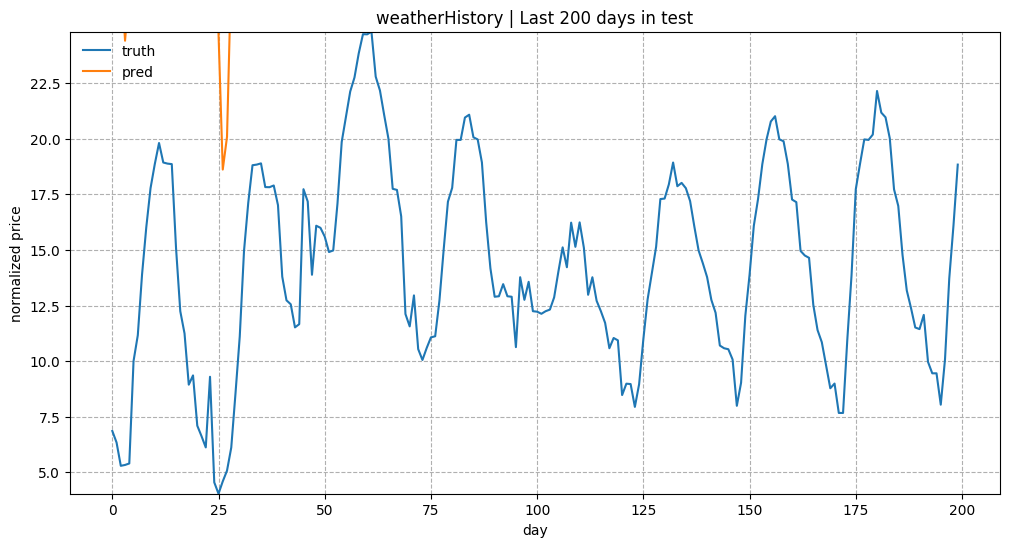 weatherHistory | Last 200 days in test
truth
pred
normalized price
22.5
20.0
17.5
15.0
12.5
10.0
7.5
5.0
0 25 50 75 100 125 150 175 200
day